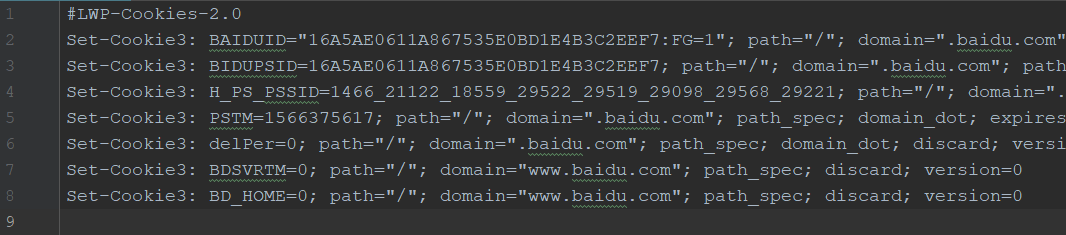 1 #LWP-Cookies-2.0
2 Set-Cookie3: BAIDUID="16A5AE0611A867535E0BD1E4B3C2EEF7:FG=1"; path="/"; domain=".baidu.com"
3 Set-Cookie3: BIDUPSID=16A5AE0611A867535E0BD1E4B3C2EEF7; path="/"; domain=".baidu.com"; path
4 Set-Cookie3: H_PS_PSSID=1466_21122_18559_29522_29519_29098_29568_29221; path="/"; domain=".
5 Set-Cookie3: PSTM=1566375617; path="/"; domain=".baidu.com"; path_spec; domain_dot; expires
6 Set-Cookie3: delPer=0; path="/"; domain=".baidu.com"; path_spec; domain_dot; discard; versi
7 Set-Cookie3: BDSVRTM=0; path="/"; domain="www.baidu.com"; path_spec; discard; version=0
8 Set-Cookie3: BD_HOME=0; path="/"; domain="www.baidu.com"; path_spec; discard; version=0
9